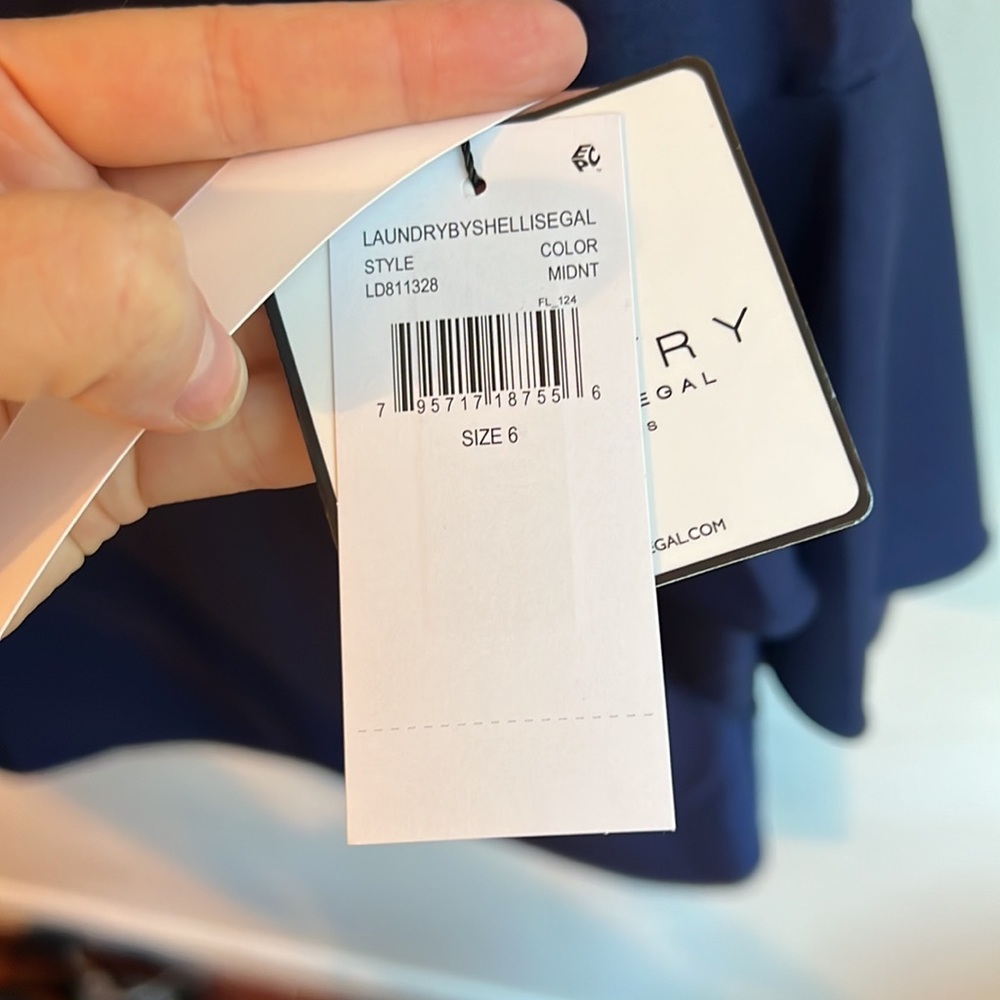 EPC
LAUNDRYBYSHELLISEGAL
STYLE COLOR
LD811328 MIDNT
FL_124
7 95717 18755 6
SIZE 6
RY
EGAL
S
EGAL.COM